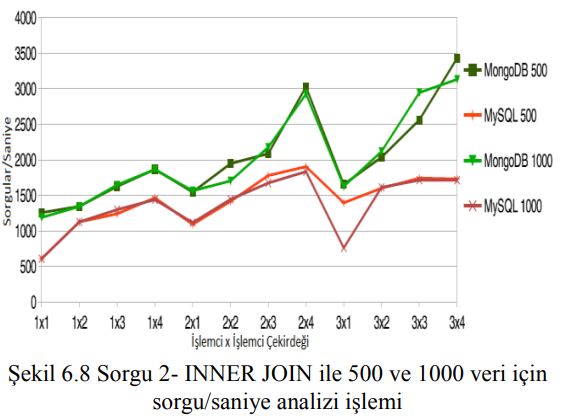 4000
3500
3000
2500
2000
1500
1000
500
0
Sorgular/Saniye
1x1 1x2 1x3 1x4 2x1 2x2 2x3 2x4 3x1 3x2 3x3 3x4
İşlemci x İşlemci Çekirdeği
MongoDB 500
MySQL 500
MongoDB 1000
MySQL 1000
Şekil 6.8 Sorgu 2- INNER JOIN ile 500 ve 1000 veri için
sorgu/saniye analizi işlemi